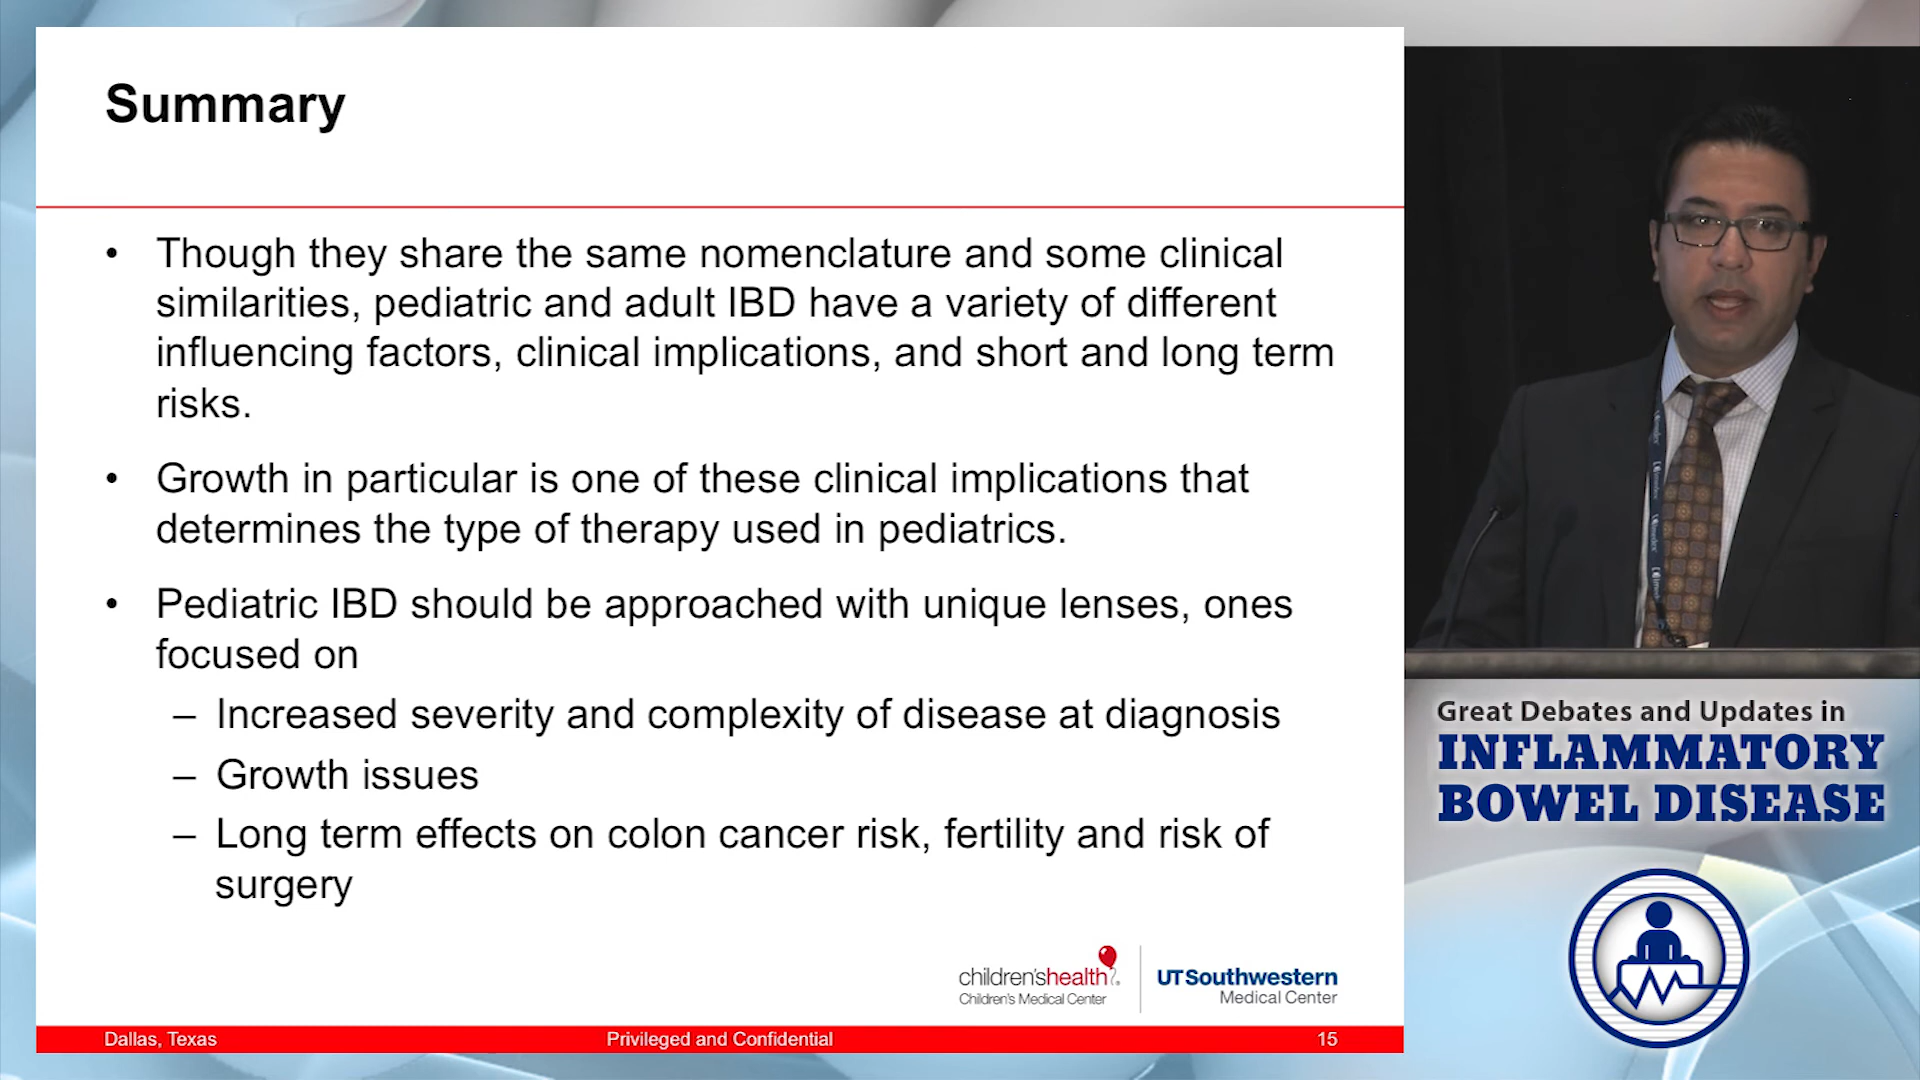 Summary
• Though they share the same nomenclature and some clinical
similarities, pediatric and adult IBD have a variety of different
influencing factors, clinical implications, and short and long term
risks.
• Growth in particular is one of these clinical implications that
determines the type of therapy used in pediatrics.
• Pediatric IBD should be approached with unique lenses, ones
focused on
– Increased severity and complexity of disease at diagnosis
– Growth issues
– Long term effects on colon cancer risk, fertility and risk of
surgery
children'shealth
Children's Medical Center
UTSouthwestern
Medical Center
Dallas, Texas
Privileged and Confidential
15
Great Debates and Updates in
INFLAMMATORY
BOWEL DISEASE